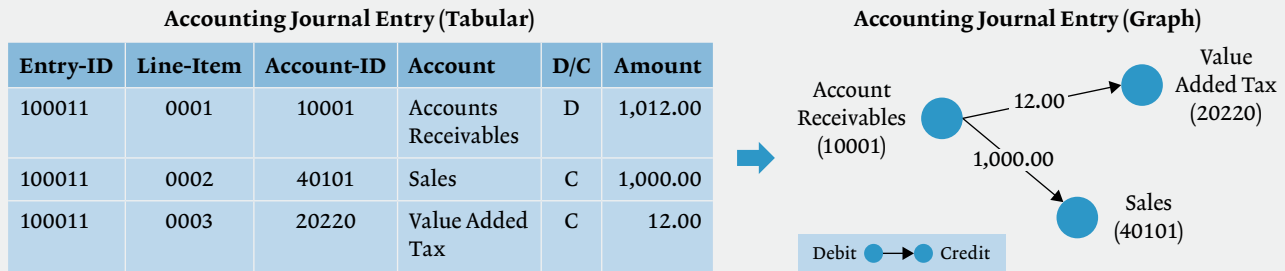 Accounting Journal Entry (Tabular)
Entry-ID Line-Item Account-ID Account D/C Amount
100011 0001 10001 Accounts Receivables D 1,012.00
100011 0002 40101 Sales C 1,000.00
100011 0003 20220 Value Added Tax C 12.00
Accounting Journal Entry (Graph)
Account
Receivables
(10001)
12.00
1,000.00
Value
Added Tax
(20220)
Sales
(40101)
Debit Credit